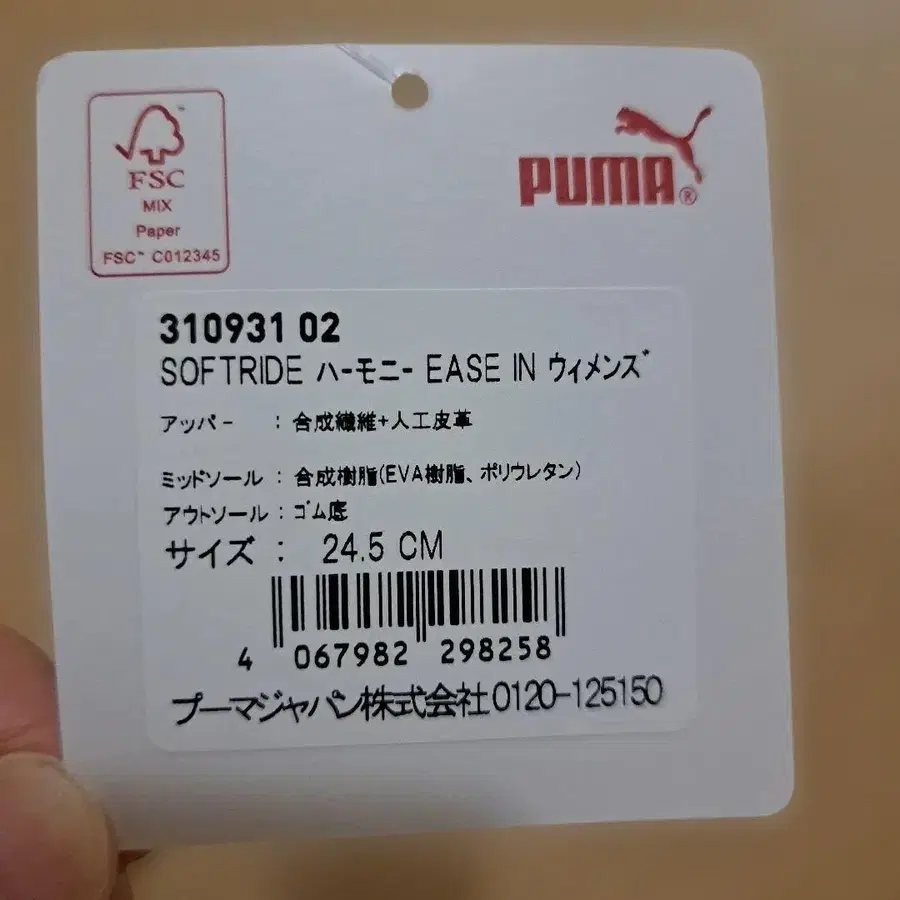 FSC
MIX
Paper
FSC™ C012345
PUMA®
310931 02
SOFTRIDE ハーモニー EASE IN ウィメンズ
アッパー : 合成繊維+人工皮革
ミッドソール : 合成樹脂(EVA樹脂、ポリウレタン)
アウトソール : ゴム底
サイズ : 24.5 CM
4 067982 298258
プーマジャパン株式会社 0120-125150